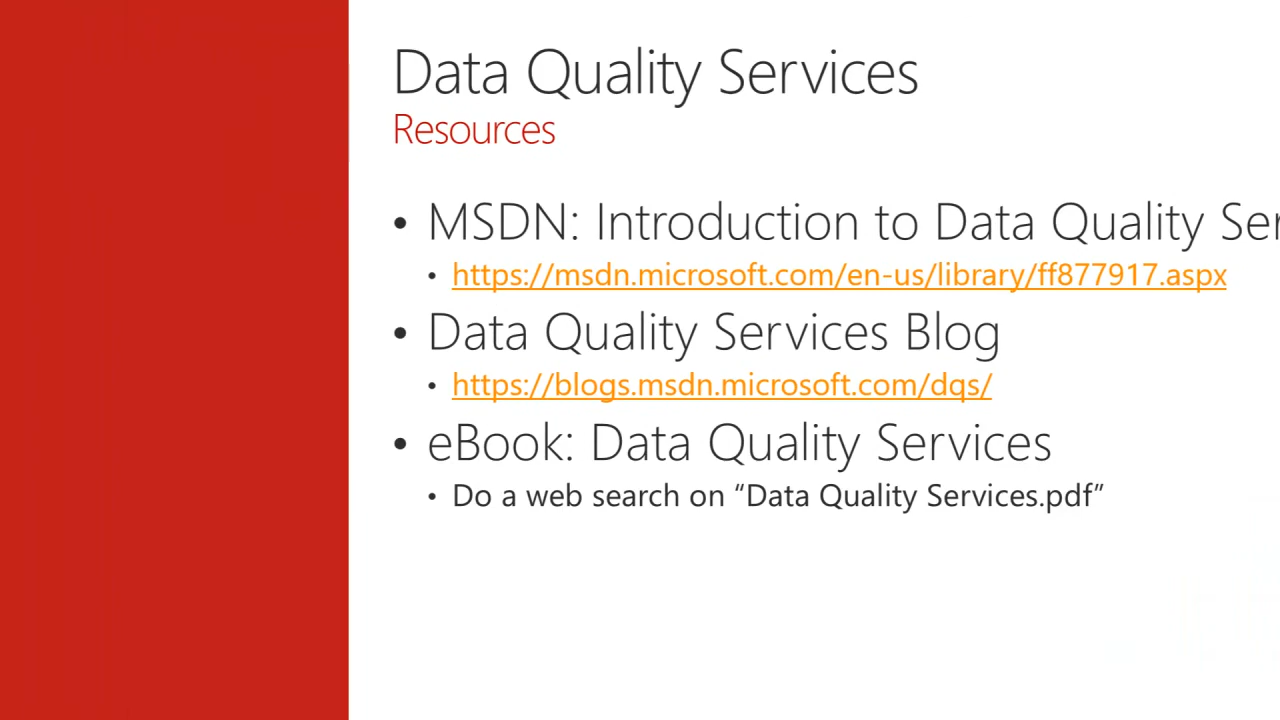 Data Quality Services
Resources
• MSDN: Introduction to Data Quality Ser
• https://msdn.microsoft.com/en-us/library/ff877917.aspx
• Data Quality Services Blog
• https://blogs.msdn.microsoft.com/dqs/
• eBook: Data Quality Services
• Do a web search on “Data Quality Services.pdf”